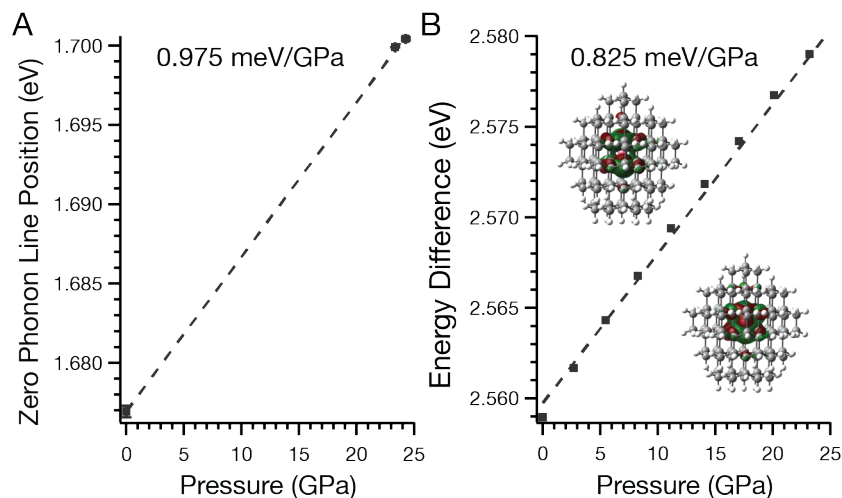 A
0.975 meV/GPa
Zero Phonon Line Position (eV)
1.700
1.695
1.690
1.685
1.680
0 5 10 15 20 25
Pressure (GPa)
B
0.825 meV/GPa
Energy Difference (eV)
2.580
2.575
2.570
2.565
2.560
0 5 10 15 20 25
Pressure (GPa)